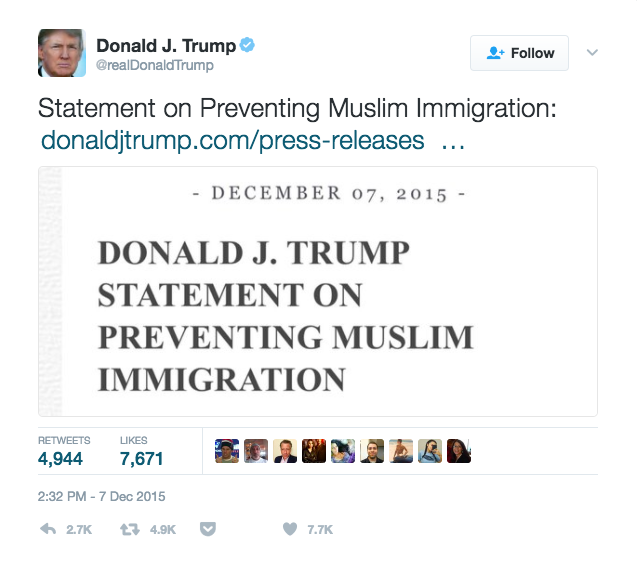 Donald J. Trump
@realDonaldTrump
Follow
Statement on Preventing Muslim Immigration:
donaldjtrump.com/press-releases ...
- DECEMBER 07, 2015 -
DONALD J. TRUMP
STATEMENT ON
PREVENTING MUSLIM
IMMIGRATION
RETWEETS LIKES
4,944 7,671
2:32 PM - 7 Dec 2015
2.7K 4.9K 7.7K